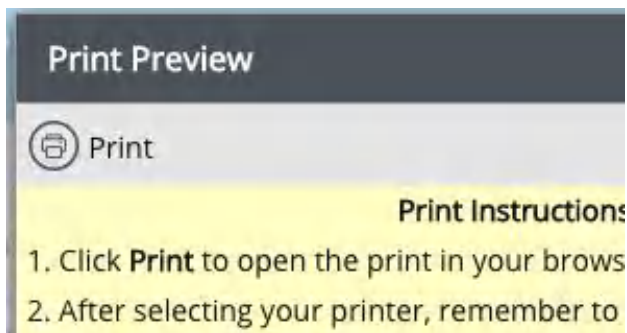 Print Preview
Print
Print Instructions
1. Click Print to open the print in your brows
2. After selecting your printer, remember to